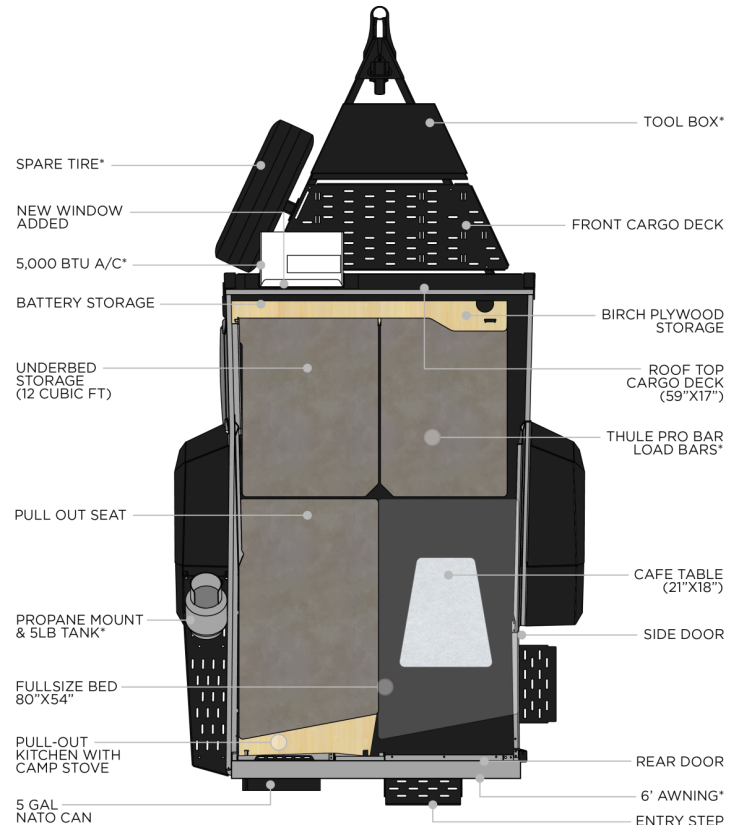 SPARE TIRE*
NEW WINDOW
ADDED
5,000 BTU A/C*
BATTERY STORAGE
UNDERBED
STORAGE
(12 CUBIC FT)
PULL OUT SEAT
PROPANE MOUNT
& 5LB TANK*
FULLSIZE BED
80”X54”
PULL-OUT
KITCHEN WITH
CAMP STOVE
5 GAL
NATO CAN
TOOL BOX*
FRONT CARGO DECK
BIRCH PLYWOOD
STORAGE
ROOF TOP
CARGO DECK
(59”X17”)
THULE PRO BAR
LOAD BARS*
CAFE TABLE
(21”X18”)
SIDE DOOR
REAR DOOR
6’ AWNING*
ENTRY STEP